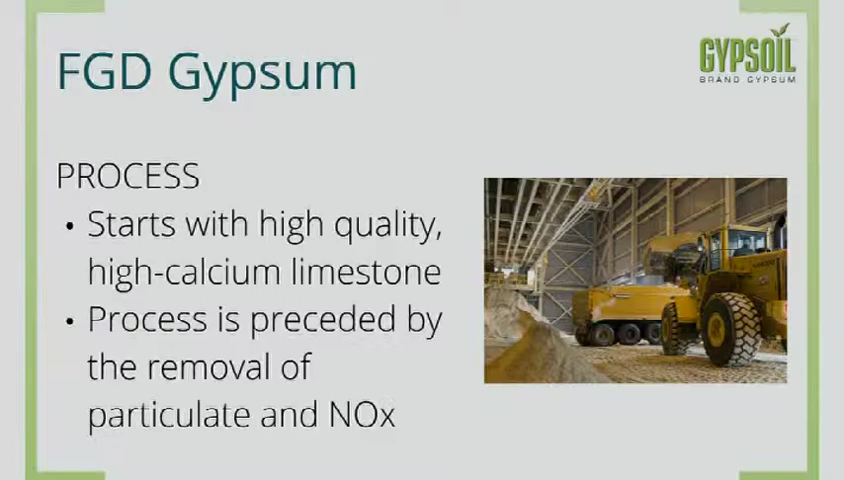 FGD Gypsum
GYPSOIL
BRAND GYPSUM
PROCESS
• Starts with high quality,
high-calcium limestone
• Process is preceded by
the removal of
particulate and NOx